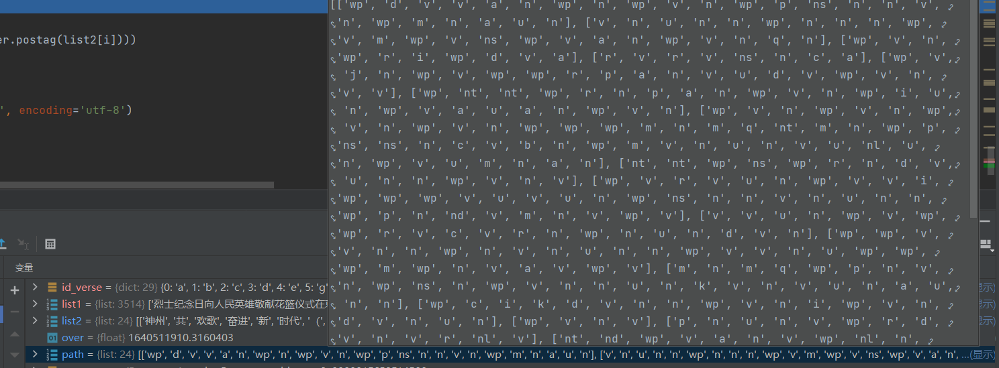 [['wp', 'd', 'v', 'v', 'a', 'n', 'wp', 'n', 'wp', 'v', 'n', 'wp', 'p', 'ns', 'n', 'n', 'v',
'n', 'wp', 'm', 'n', 'a', 'u', 'n'], ['v', 'n', 'u', 'n', 'n', 'wp', 'n', 'n', 'n', 'wp',
er.postag(list2[i])))
'v', 'm', 'wp', 'v', 'ns', 'wp', 'v', 'a', 'n', 'wp', 'v', 'n', 'q', 'n'], ['wp', 'v', 'n',
'wp', 'r', 'i', 'wp', 'd', 'v', 'a'], ['r', 'v', 'r', 'v', 'ns', 'n', 'c', 'a'], ['wp', 'v',
'j', 'n', 'wp', 'v', 'wp', 'wp', 'r', 'p', 'a', 'n', 'v', 'u', 'd', 'v', 'wp', 'v', 'n',
'v', 'v'], ['wp', 'nt', 'nt', 'wp', 'r', 'n', 'p', 'a', 'n', 'wp', 'v', 'n', 'wp', 'i', 'u',
', encoding='utf-8')
'n', 'wp', 'v', 'a', 'u', 'a', 'n', 'wp', 'v', 'n'], ['wp', 'v', 'n', 'wp', 'v', 'n', 'wp',
'v', 'n', 'wp', 'v', 'n', 'wp', 'wp', 'wp', 'm', 'n', 'm', 'q', 'nt', 'm', 'n', 'wp', 'p',
'ns', 'ns', 'n', 'c', 'v', 'b', 'n', 'wp', 'm', 'v', 'n', 'u', 'n', 'v', 'u', 'nl', 'u',
'n', 'wp', 'v', 'u', 'm', 'n', 'a', 'n'], ['nt', 'nt', 'wp', 'ns', 'wp', 'r', 'n', 'd', 'v',
'u', 'n', 'n', 'wp', 'v', 'n', 'v'], ['wp', 'v', 'r', 'v', 'u', 'n', 'wp', 'v', 'v', 'i',
'wp', 'wp', 'wp', 'v', 'u', 'v', 'u', 'n', 'wp', 'ns', 'n', 'n', 'v', 'n', 'u', 'n', 'n',
'wp', 'p', 'n', 'nd', 'v', 'm', 'n', 'v', 'wp', 'v'], ['v', 'v', 'u', 'n', 'wp', 'v', 'wp',
'wp', 'r', 'v', 'c', 'v', 'r', 'n', 'wp', 'n', 'u', 'n', 'd', 'v', 'n'], ['wp', 'wp', 'v',
'v', 'n', 'n', 'wp', 'n', 'v', 'n', 'u', 'n', 'n', 'wp', 'v', 'v', 'n', 'u', 'wp', 'wp',
'wp', 'm', 'wp', 'n', 'v', 'a', 'v', 'wp', 'v'], ['m', 'n', 'm', 'q', 'wp', 'p', 'n', 'v',
变量
'n', 'wp', 'ns', 'n', 'wp', 'v', 'n', 'u', 'n', 'k', 'v', 'n', 'v', 'u', 'n', 'a', 'u',
id_verse = {dict: 29} {0: 'a', 1: 'b', 2: 'c', 3: 'd', 4: 'e', 5: 'g'
显示)
'n', 'n'], ['wp', 'c', 'i', 'k', 'd', 'v', 'n', 'n', 'wp', 'v', 'n', 'i', 'wp', 'v', 'n',
list1 = {list: 3514} ['烈士纪念日向人民英雄敬献花篮仪式在
显示)
'd', 'v', 'n', 'u', 'n'], ['wp', 'v', 'n', 'v'], ['p', 'n', 'u', 'n', 'v', 'wp', 'r', 'd',
list2 = {list: 24} [['神州', '共', '欢歌', '奋进', '新', '时代', ' (',
显示)
'v', 'n', 'v', 'r', 'nl', 'v'], ['nt', 'nd', 'wp', 'v', 'a', 'n', 'v', 'wp', 'nl', 'n',
over = {float} 1640511910.3160403
path = {list: 24} [['wp', 'd', 'v', 'v', 'a', 'n', 'wp', 'n', 'wp', 'v', 'n', 'wp', 'p', 'ns', 'n', 'n', 'v', 'n', 'wp', 'm', 'n', 'a', 'u', 'n'], ['v', 'n', 'u', 'n', 'n', 'wp', 'n', 'n', 'n', 'wp', 'v', 'm', 'wp', 'v', 'ns', 'wp', 'v', 'a', 'n', ...(显示)